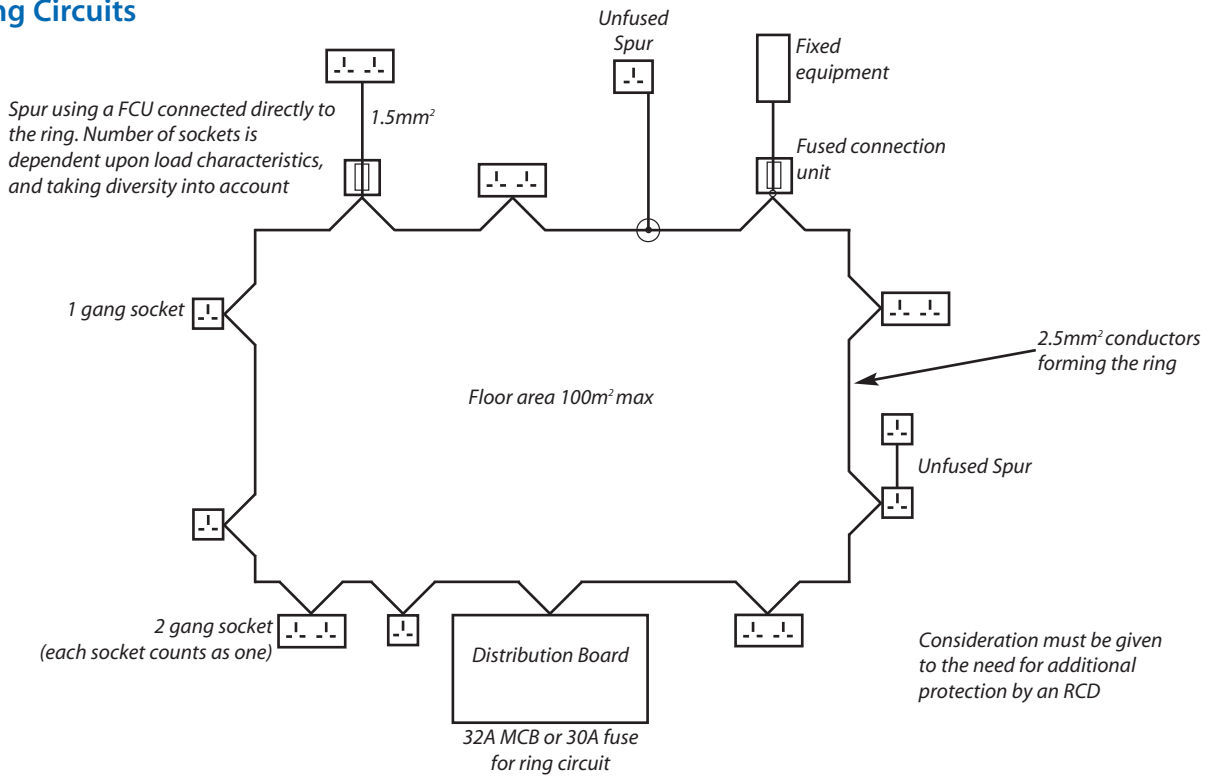 ng Circuits
Unfused
Spur
Fixed
equipment
Spur using a FCU connected directly to
the ring. Number of sockets is
dependent upon load characteristics,
and taking diversity into account
1.5mm²
Fused connection
unit
1 gang socket
2.5mm² conductors
forming the ring
Floor area 100m² max
Unfused Spur
2 gang socket
(each socket counts as one)
Distribution Board
Consideration must be given
to the need for additional
protection by an RCD
32A MCB or 30A fuse
for ring circuit